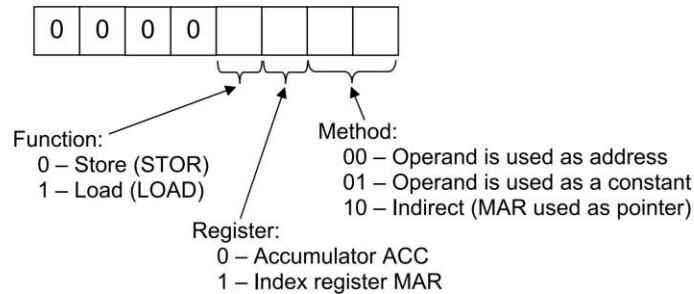 0 0 0 0
Function:
0 – Store (STOR)
1 – Load (LOAD)
Method:
00 – Operand is used as address
01 – Operand is used as a constant
10 – Indirect (MAR used as pointer)
Register:
0 – Accumulator ACC
1 – Index register MAR